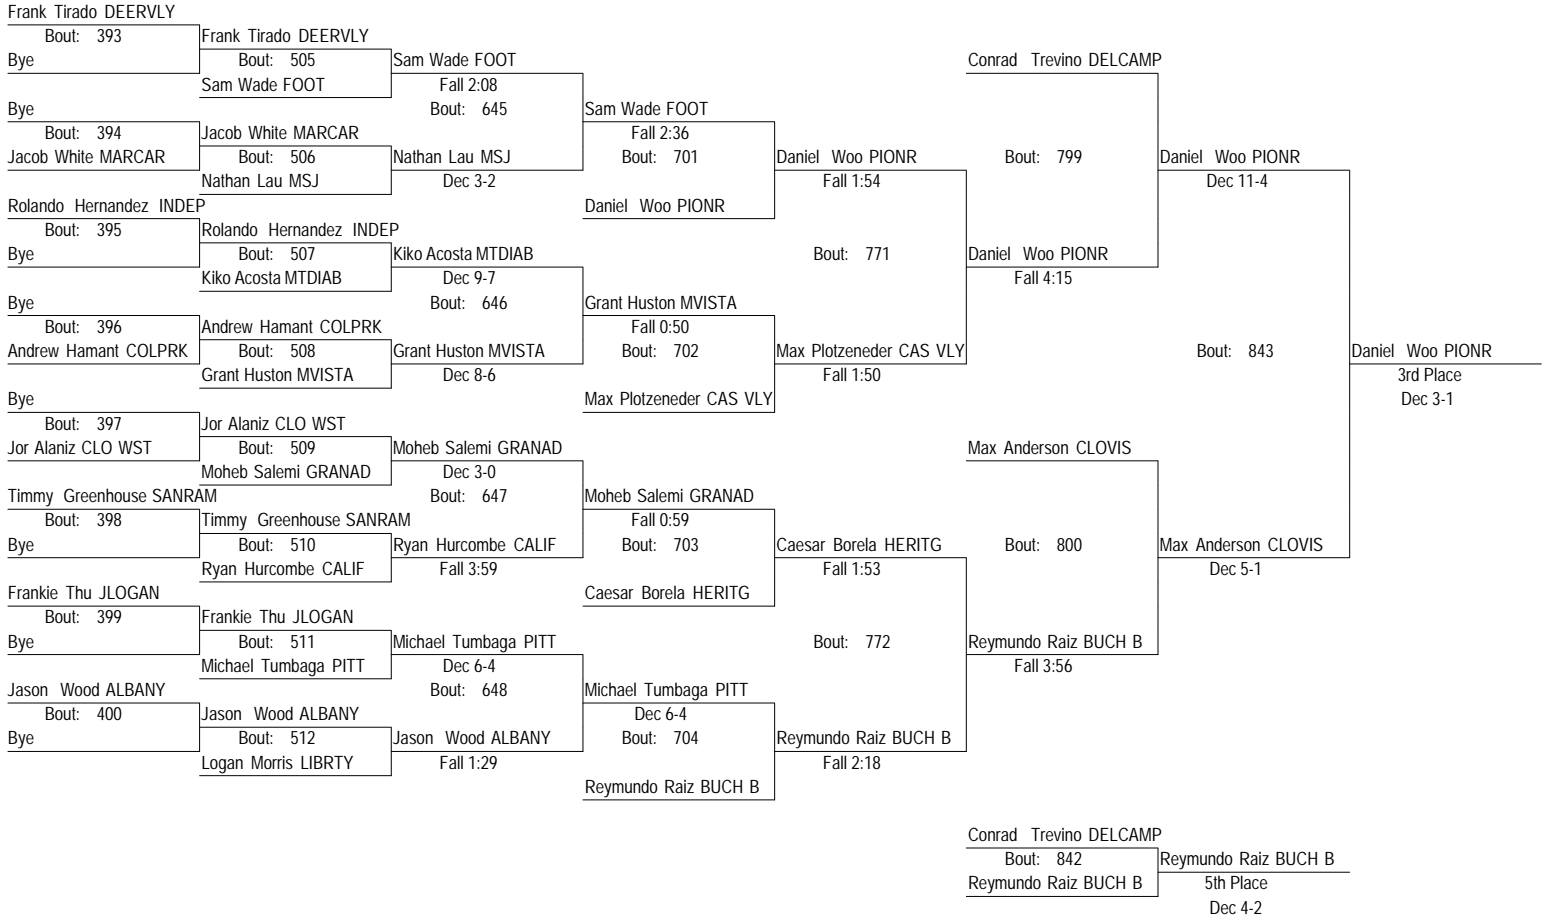 Frank Tirado DEERVLY
Bout: 393 Frank Tirado DEERVLY
Bye Bout: 505 Sam Wade FOOT Conrad Trevino DELCAMP
Sam Wade FOOT Fall 2:08
Bye Bout: 645 Sam Wade FOOT
Bout: 394 Jacob White MARCAR Fall 2:36
Jacob White MARCAR Bout: 506 Nathan Lau MSJ Bout: 701 Daniel Woo PIONR Bout: 799 Daniel Woo PIONR
Nathan Lau MSJ Dec 3-2 Fall 1:54 Dec 11-4
Rolando Hernandez INDEP Daniel Woo PIONR
Bout: 395 Rolando Hernandez INDEP
Bye Bout: 507 Kiko Acosta MTDIAB Bout: 771 Daniel Woo PIONR
Kiko Acosta MTDIAB Dec 9-7 Fall 4:15
Bye Bout: 646 Grant Huston MVISTA
Bout: 396 Andrew Hamant COLPRK Fall 0:50
Andrew Hamant COLPRK Bout: 508 Grant Huston MVISTA Bout: 702 Max Plotzeneder CAS VLY Bout: 843 Daniel Woo PIONR
Grant Huston MVISTA Dec 8-6 Fall 1:50 3rd Place
Bye Max Plotzeneder CAS VLY Dec 3-1
Bout: 397 Jor Alaniz CLO WST
Jor Alaniz CLO WST Bout: 509 Moheb Salemi GRANAD Max Anderson CLOVIS
Moheb Salemi GRANAD Dec 3-0
Timmy Greenhouse SANRAM Bout: 647 Moheb Salemi GRANAD
Bout: 398 Timmy Greenhouse SANRAM Fall 0:59
Bye Bout: 510 Ryan Hurcombe CALIF Bout: 703 Caesar Borela HERITG Bout: 800 Max Anderson CLOVIS
Ryan Hurcombe CALIF Fall 3:59 Fall 1:53 Dec 5-1
Frankie Thu JLOGAN Caesar Borela HERITG
Bout: 399 Frankie Thu JLOGAN
Bye Bout: 511 Michael Tumbaga PITT Bout: 772 Reymundo Raiz BUCH B
Michael Tumbaga PITT Dec 6-4 Fall 3:56
Jason Wood ALBANY Bout: 648 Michael Tumbaga PITT
Bout: 400 Jason Wood ALBANY Dec 6-4
Bye Bout: 512 Jason Wood ALBANY Bout: 704 Reymundo Raiz BUCH B
Logan Morris LIBRTY Fall 1:29 Fall 2:18
Reymundo Raiz BUCH B
Conrad Trevino DELCAMP
Bout: 842 Reymundo Raiz BUCH B
Reymundo Raiz BUCH B 5th Place
Dec 4-2